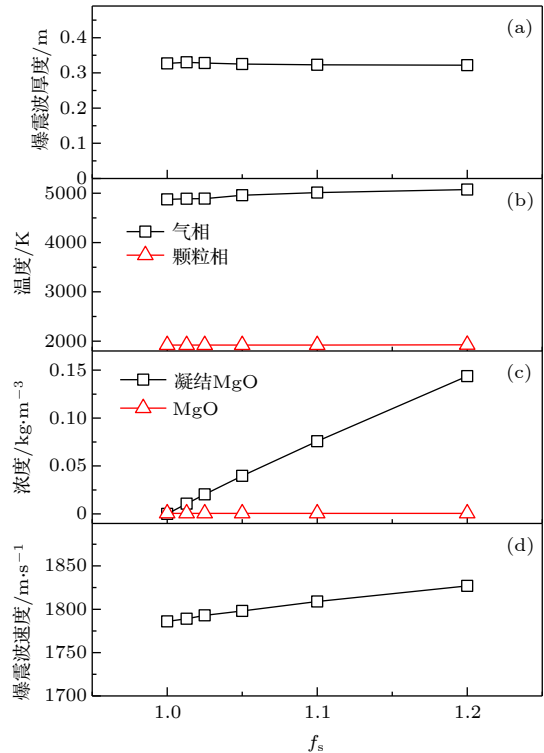 (a)
0.4
0.3
0.2
0.1
0
爆震波厚度/m
(b)
5000
4000
3000
2000
温度/K
气相
颗粒相
(c)
0.15
0.10
0.05
0
浓度/kg·m⁻³
凝结MgO
MgO
(d)
1850
1800
1750
1700
爆震波速度/m·s⁻¹
1.0 1.1 1.2
fₛ